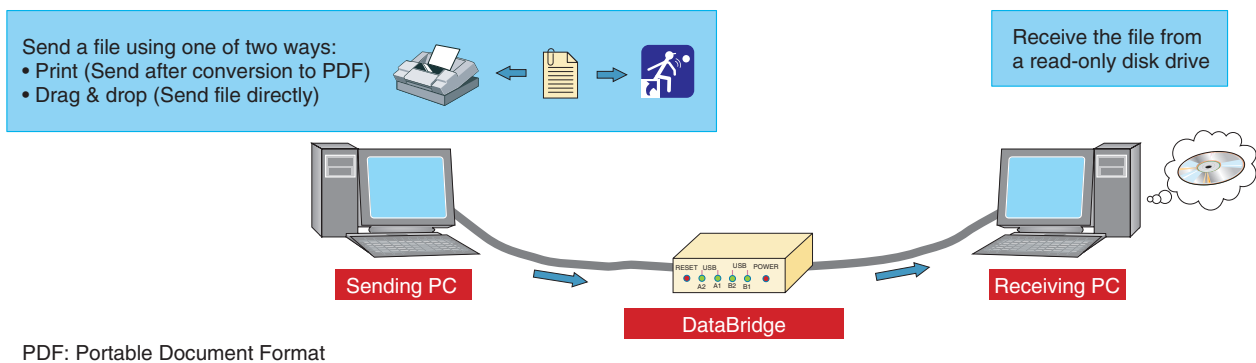 Send a file using one of two ways:
• Print (Send after conversion to PDF)
• Drag & drop (Send file directly)
Receive the file from
a read-only disk drive
RESET USB USB POWER
A2 A1 B2 B1
Sending PC
DataBridge
Receiving PC
PDF: Portable Document Format